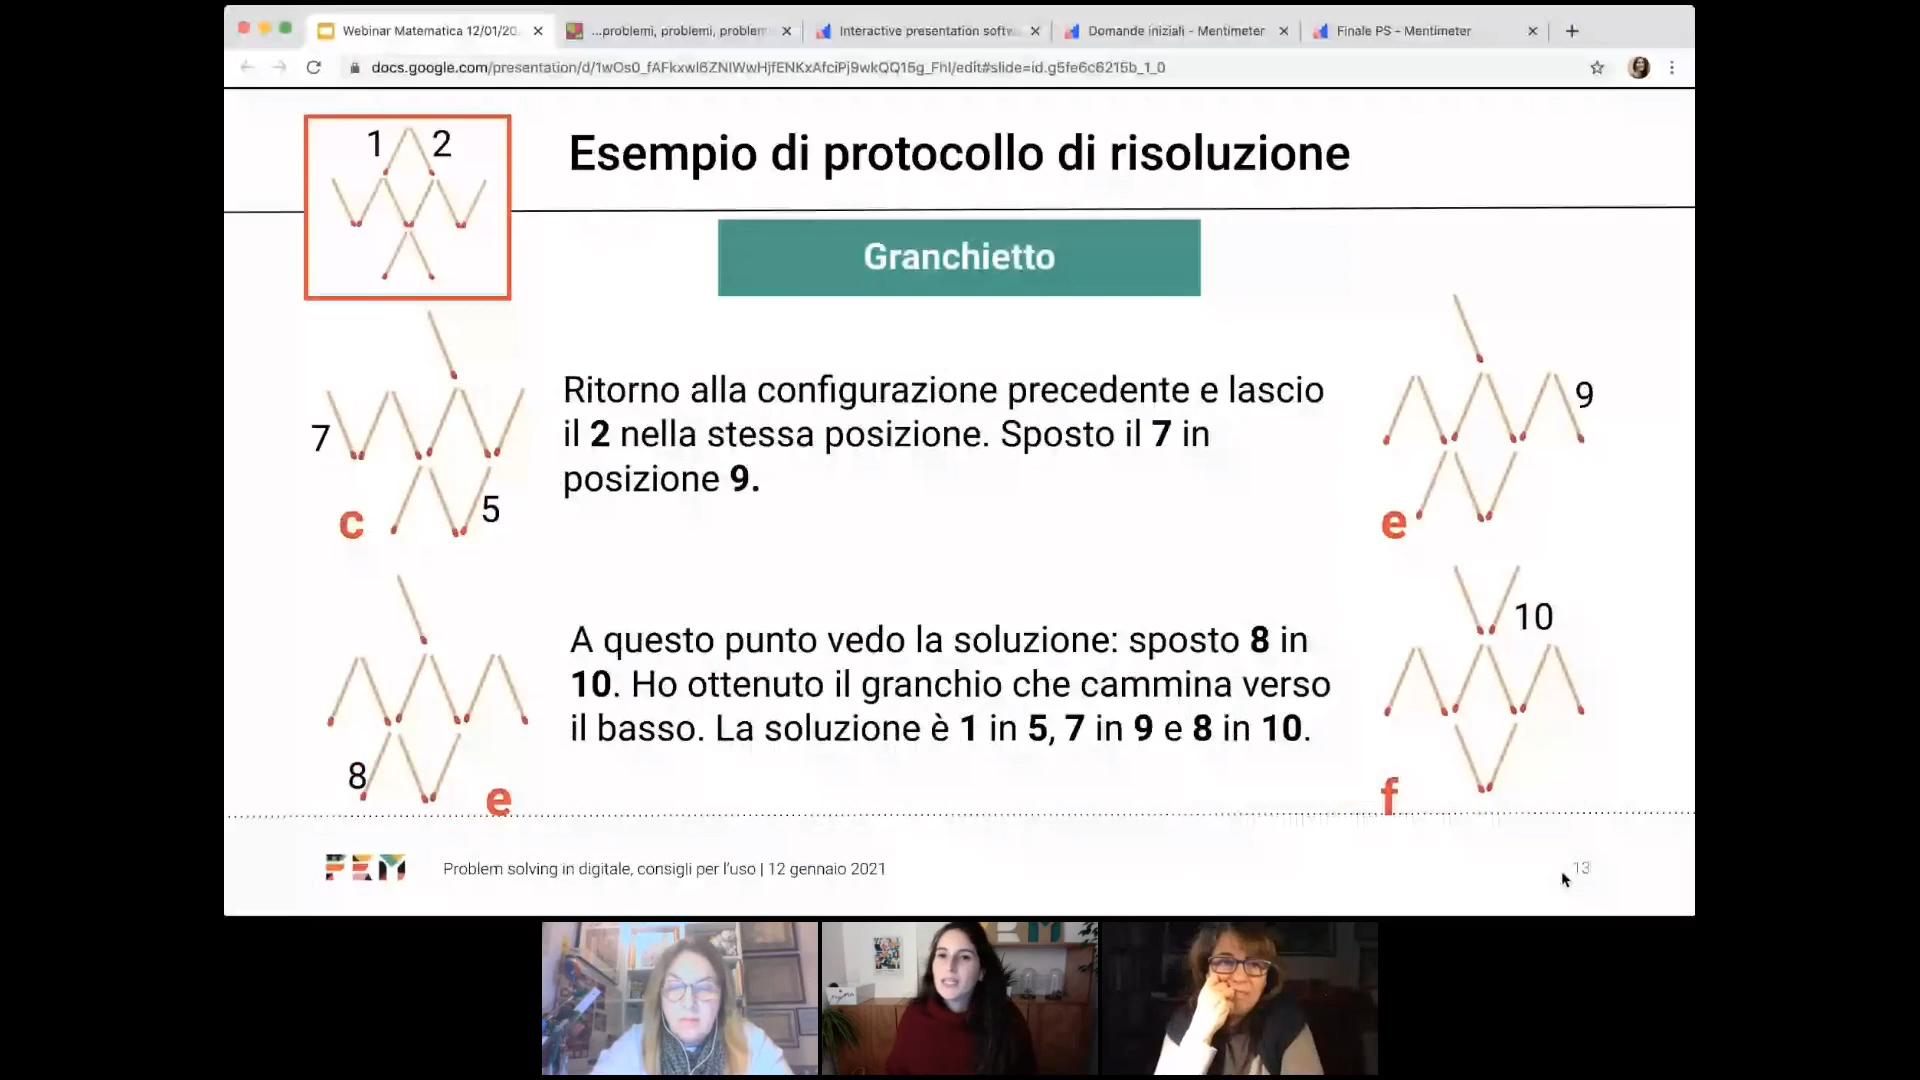 Webinar Matematica 12/01/20
...problemi, problemi, problem
Interactive presentation softw
Domande iniziali - Mentimeter
Finale PS - Mentimeter
docs.google.com/presentation/d/1wOs0_fAFkxwl6ZNIWwHjfENKxAfciPj9wkQQ15g_FhI/edit#slide=id.g5fe6c6215b_1_0
1 2
Esempio di protocollo di risoluzione
Granchietto
Ritorno alla configurazione precedente e lascio
il 2 nella stessa posizione. Sposto il 7 in
posizione 9.
7
5
c
9
e
A questo punto vedo la soluzione: sposto 8 in
10. Ho ottenuto il granchio che cammina verso
il basso. La soluzione è 1 in 5, 7 in 9 e 8 in 10.
8
e
10
f
FEM
Problem solving in digitale, consigli per l'uso | 12 gennaio 2021
13